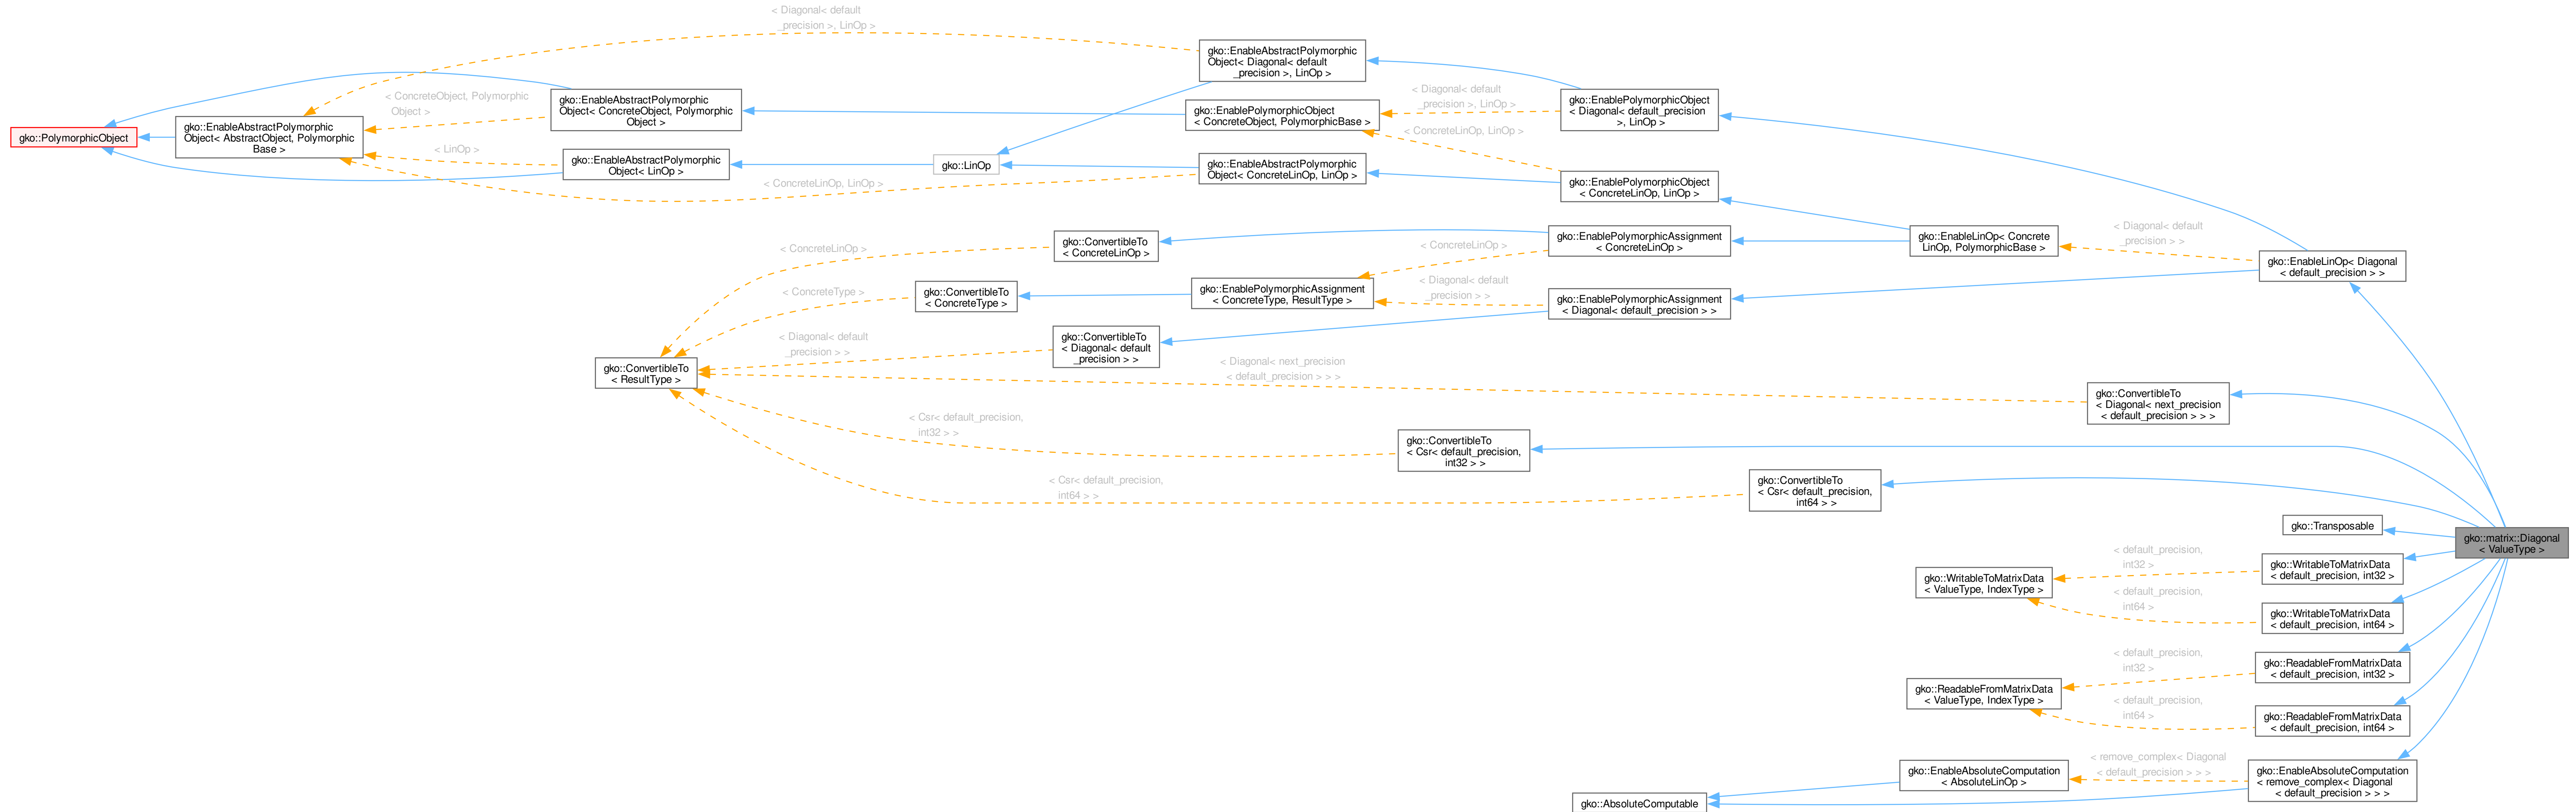 < Diagonal< default
_precision >, LinOp >
gko::EnableAbstractPolymorphic
Object< Diagonal< default
_precision >, LinOp >
< ConcreteObject, Polymorphic
Object >
gko::EnableAbstractPolymorphic
Object< ConcreteObject, Polymorphic
Object >
gko::EnablePolymorphicObject
< ConcreteObject, PolymorphicBase >
< Diagonal< default
_precision >, LinOp >
gko::EnablePolymorphicObject
< Diagonal< default_precision
>, LinOp >
gko::PolymorphicObject
gko::EnableAbstractPolymorphic
Object< AbstractObject, Polymorphic
Base >
< LinOp >
gko::EnableAbstractPolymorphic
Object< LinOp >
gko::LinOp
< ConcreteLinOp, LinOp >
gko::EnableAbstractPolymorphic
Object< ConcreteLinOp, LinOp >
< ConcreteLinOp, LinOp >
gko::EnablePolymorphicObject
< ConcreteLinOp, LinOp >
< ConcreteLinOp >
gko::ConvertibleTo
< ConcreteLinOp >
< ConcreteLinOp >
gko::EnablePolymorphicAssignment
< ConcreteLinOp >
gko::EnableLinOp< Concrete
LinOp, PolymorphicBase >
< Diagonal< default
_precision > >
gko::EnableLinOp< Diagonal
< default_precision > >
< ConcreteType >
gko::ConvertibleTo
< ConcreteType >
gko::EnablePolymorphicAssignment
< ConcreteType, ResultType >
< Diagonal< default
_precision > >
gko::EnablePolymorphicAssignment
< Diagonal< default_precision > >
< Diagonal< default
_precision > >
gko::ConvertibleTo
< Diagonal< default
_precision > >
gko::ConvertibleTo
< ResultType >
< Diagonal< next_precision
< default_precision > > >
gko::ConvertibleTo
< Diagonal< next_precision
< default_precision > > >
< Csr< default_precision,
int32 > >
gko::ConvertibleTo
< Csr< default_precision,
int32 > >
< Csr< default_precision,
int64 > >
gko::ConvertibleTo
< Csr< default_precision,
int64 > >
gko::Transposable
gko::matrix::Diagonal
< ValueType >
< default_precision,
int32 >
gko::WritableToMatrixData
< default_precision, int32 >
gko::WritableToMatrixData
< ValueType, IndexType >
< default_precision,
int64 >
gko::WritableToMatrixData
< default_precision, int64 >
< default_precision,
int32 >
gko::ReadableFromMatrixData
< default_precision, int32 >
gko::ReadableFromMatrixData
< ValueType, IndexType >
< default_precision,
int64 >
gko::ReadableFromMatrixData
< default_precision, int64 >
gko::EnableAbsoluteComputation
< AbsoluteLinOp >
< remove_complex< Diagonal
< default_precision > > >
gko::EnableAbsoluteComputation
< remove_complex< Diagonal
< default_precision > > >
gko::AbsoluteComputable